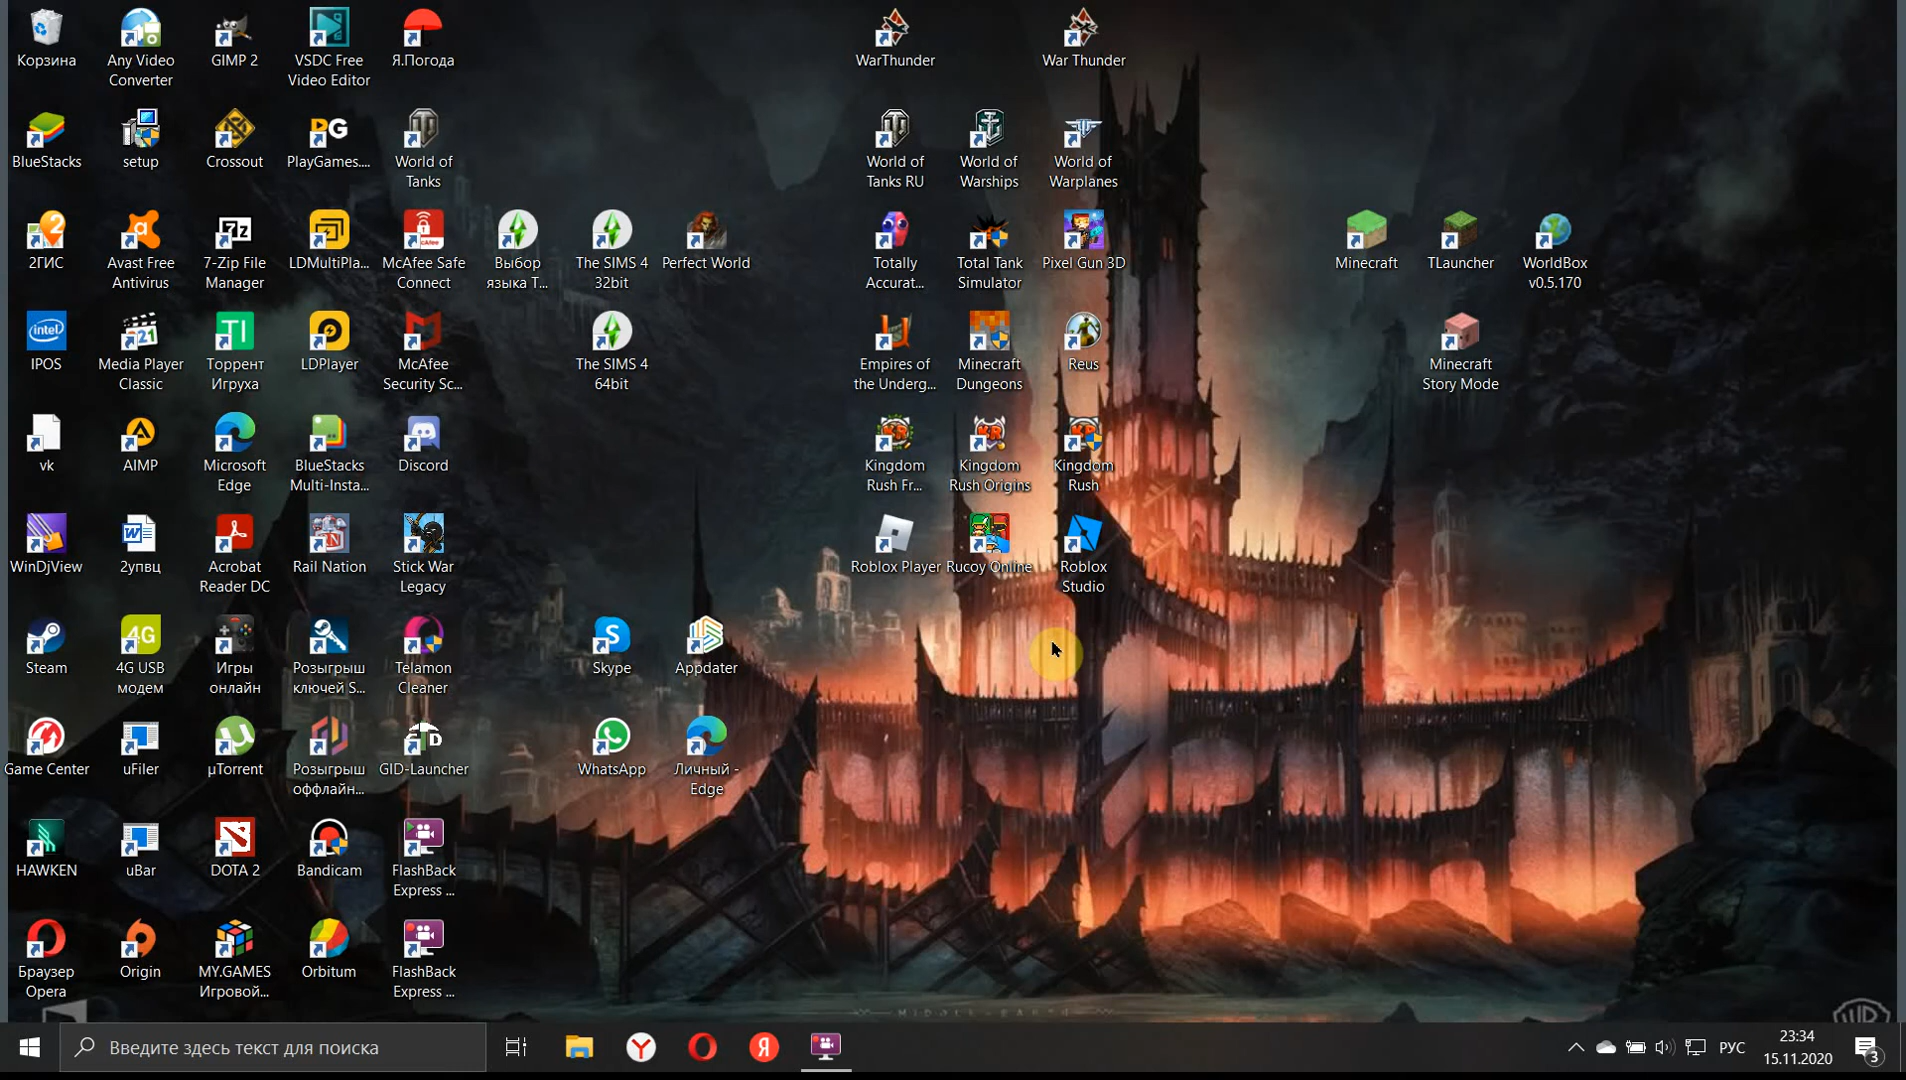 Корзина
Any Video
Converter
GIMP 2
VSDC Free
Video Editor
Я.Погода
WarThunder
War Thunder
BlueStacks
setup
Crossout
PlayGames....
World of
Tanks
World of
Tanks RU
World of
Warships
World of
Warplanes
2ГИС
Avast Free
Antivirus
7-Zip File
Manager
LDMultiPla...
McAfee Safe
Connect
Выбор
языка T...
The SIMS 4
32bit
Perfect World
Totally
Accurat...
Total Tank
Simulator
Pixel Gun 3D
Minecraft
TLauncher
WorldBox
v0.5.170
IPOS
Media Player
Classic
Торрент
Игруха
LDPlayer
McAfee
Security Sc...
The SIMS 4
64bit
Empires of
the Underg...
Minecraft
Dungeons
Reus
Minecraft
Story Mode
vk
AIMP
Microsoft
Edge
BlueStacks
Multi-Insta...
Discord
Kingdom
Rush Fr...
Kingdom
Rush Origins
Kingdom
Rush
WinDjView
2упвц
Acrobat
Reader DC
Rail Nation
Stick War
Legacy
Roblox Player
Rucoy Online
Roblox
Studio
Steam
4G USB
модем
Игры
онлайн
Розыгрыш
ключей S...
Telamon
Cleaner
Skype
Appdater
Game Center
uFiler
µTorrent
Розыгрыш
оффлайн...
GID-Launcher
WhatsApp
Личный -
Edge
HAWKEN
uBar
DOTA 2
Bandicam
FlashBack
Express ...
Браузер
Opera
Origin
MY.GAMES
Игровой...
Orbitum
FlashBack
Express ...
MIDDLE-EARTH
Введите здесь текст для поиска
РУС
23:34
15.11.2020
3